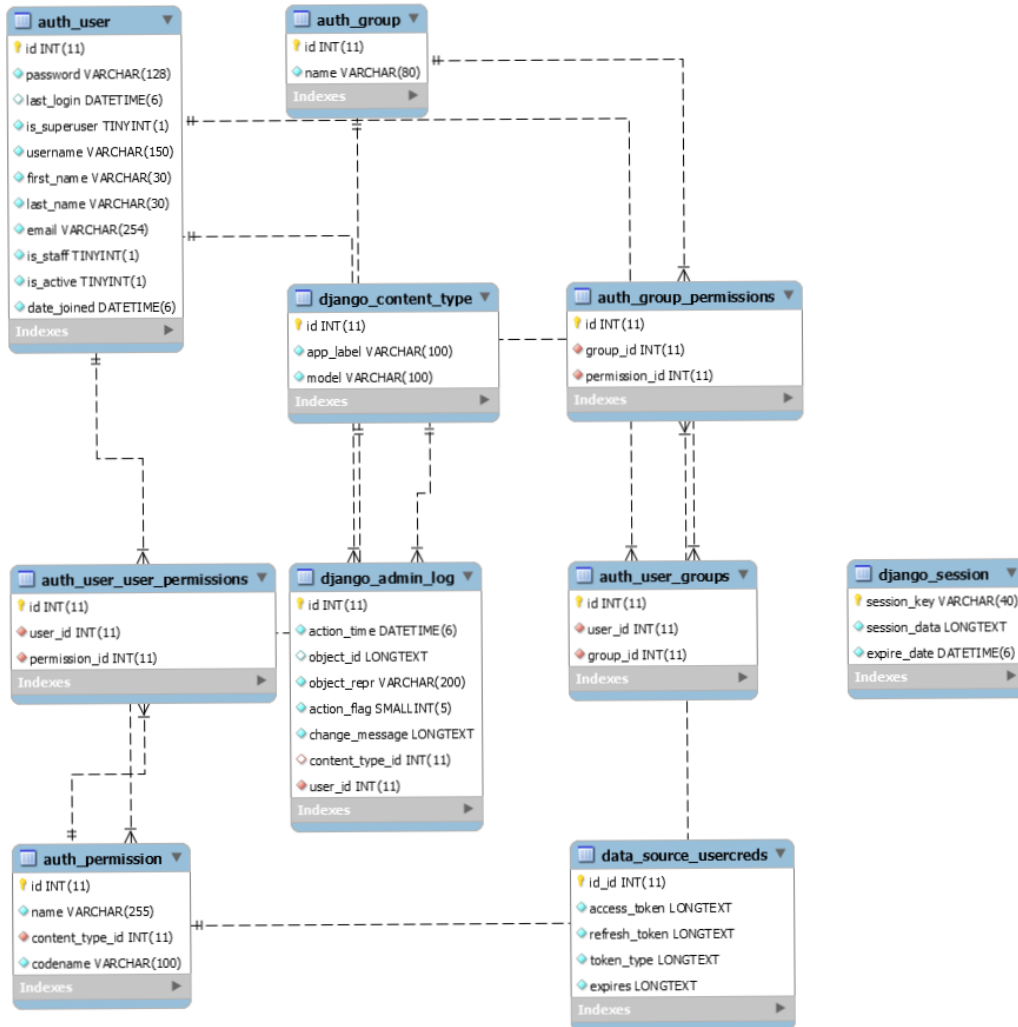 auth_user
id INT(11)
password VARCHAR(128)
last_login DATETIME(6)
is_superuser TINYINT(1)
username VARCHAR(150)
first_name VARCHAR(30)
last_name VARCHAR(30)
email VARCHAR(254)
is_staff TINYINT(1)
is_active TINYINT(1)
date_joined DATETIME(6)
Indexes
auth_group
id INT(11)
name VARCHAR(80)
Indexes
django_content_type
id INT(11)
app_label VARCHAR(100)
model VARCHAR(100)
Indexes
auth_group_permissions
id INT(11)
group_id INT(11)
permission_id INT(11)
Indexes
auth_user_user_permissions
id INT(11)
user_id INT(11)
permission_id INT(11)
Indexes
django_admin_log
id INT(11)
action_time DATETIME(6)
object_id LONGTEXT
object_repr VARCHAR(200)
action_flag SMALLINT(5)
change_message LONGTEXT
content_type_id INT(11)
user_id INT(11)
Indexes
auth_user_groups
id INT(11)
user_id INT(11)
group_id INT(11)
Indexes
django_session
session_key VARCHAR(40)
session_data LONGTEXT
expire_date DATETIME(6)
Indexes
auth_permission
id INT(11)
name VARCHAR(255)
content_type_id INT(11)
codename VARCHAR(100)
Indexes
data_source_usercreds
id_id INT(11)
access_token LONGTEXT
refresh_token LONGTEXT
token_type LONGTEXT
expires LONGTEXT
Indexes